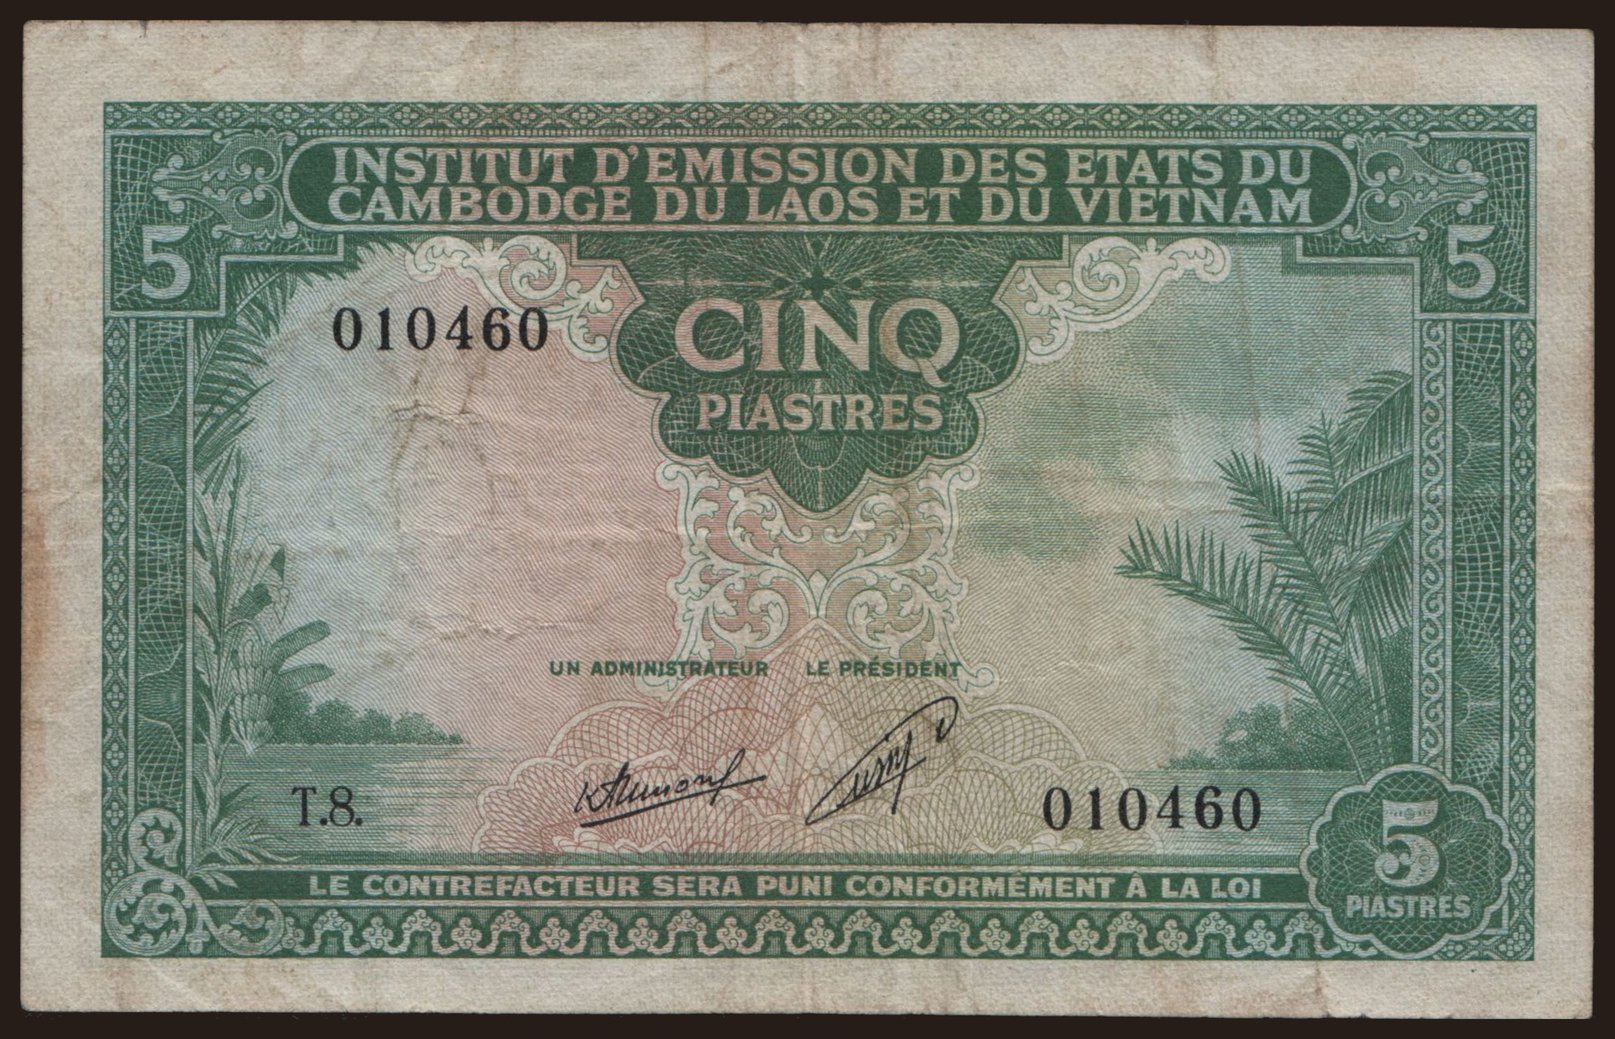 INSTITUT D'EMISSION DES ETATS DU
CAMBODGE DU LAOS ET DU VIETNAM
5
5
010460
CINQ
PIASTRES
UN ADMINISTRATEUR LE PRÉSIDENT
T.8.
010460
5
PIASTRES
LE CONTREFACTEUR SERA PUNI CONFORMÉMENT À LA LOI